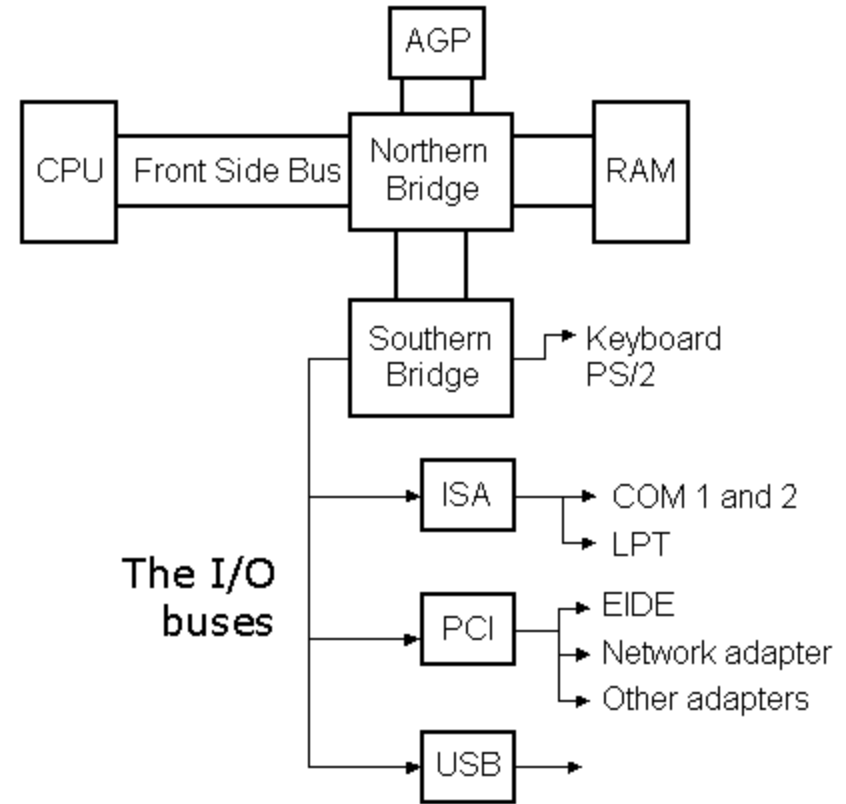 AGP
CPU
Front Side Bus
Northern
Bridge
RAM
Southern
Bridge
Keyboard
PS/2
ISA
COM 1 and 2
LPT
The I/O
buses
PCI
EIDE
Network adapter
Other adapters
USB